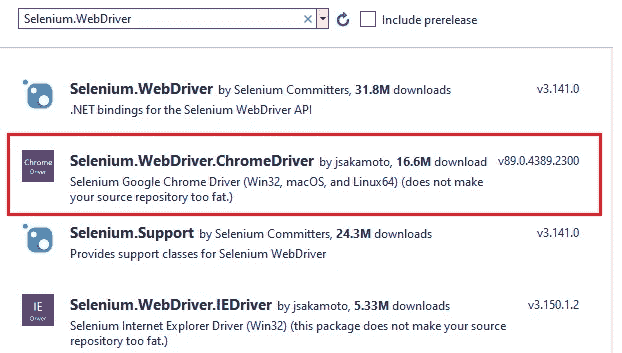 Selenium.WebDriver
Include prerelease
Selenium.WebDriver by Selenium Committers, 31.8M downloads v3.141.0
.NET bindings for the Selenium WebDriver API
Chrome
Driver
Selenium.WebDriver.ChromeDriver by jsakamoto, 16.6M download v89.0.4389.2300
Selenium Google Chrome Driver (Win32, macOS, and Linux64) (does not make
your source repository too fat.)
Selenium.Support by Selenium Committers, 24.3M downloads v3.141.0
Provides support classes for Selenium WebDriver
IE
Driver
Selenium.WebDriver.IEDriver by jsakamoto, 5.33M downloads v3.150.1.2
Selenium Internet Explorer Driver (Win32) (this package does not make your source
repository too fat.)